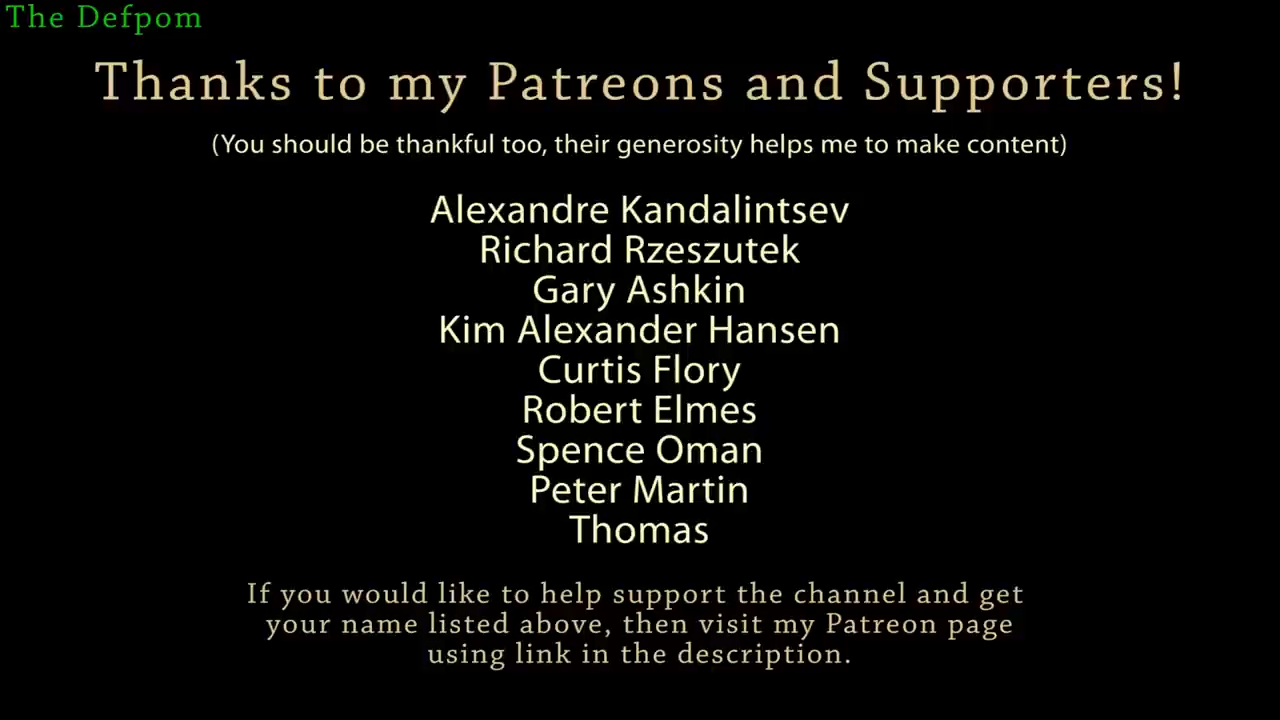 The Defpom
Thanks to my Patreons and Supporters!
(You should be thankful too, their generosity helps me to make content)
Alexandre Kandalintsev
Richard Rzeszutek
Gary Ashkin
Kim Alexander Hansen
Curtis Flory
Robert Elmes
Spence Oman
Peter Martin
Thomas
If you would like to help support the channel and get
your name listed above, then visit my Patreon page
using link in the description.